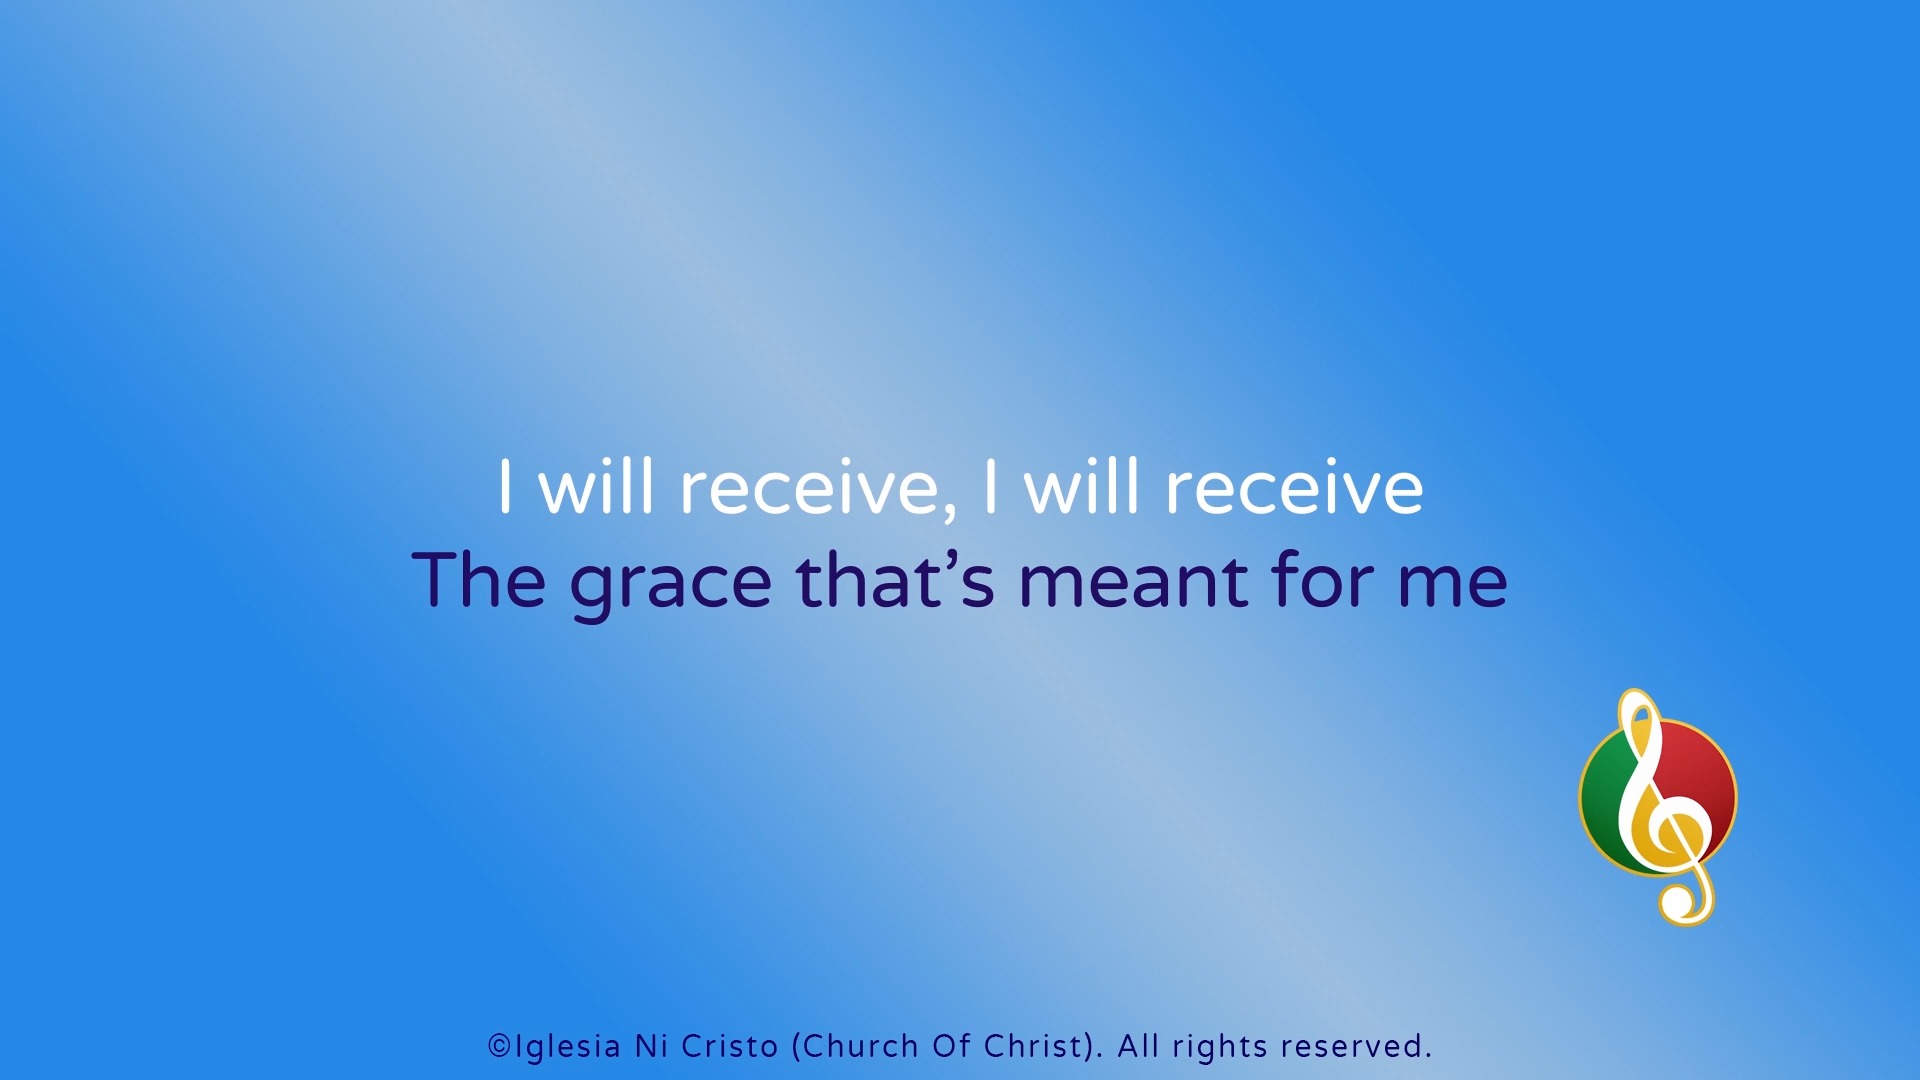 I will receive, I will receive
The grace that’s meant for me
©Iglesia Ni Cristo (Church Of Christ). All rights reserved.